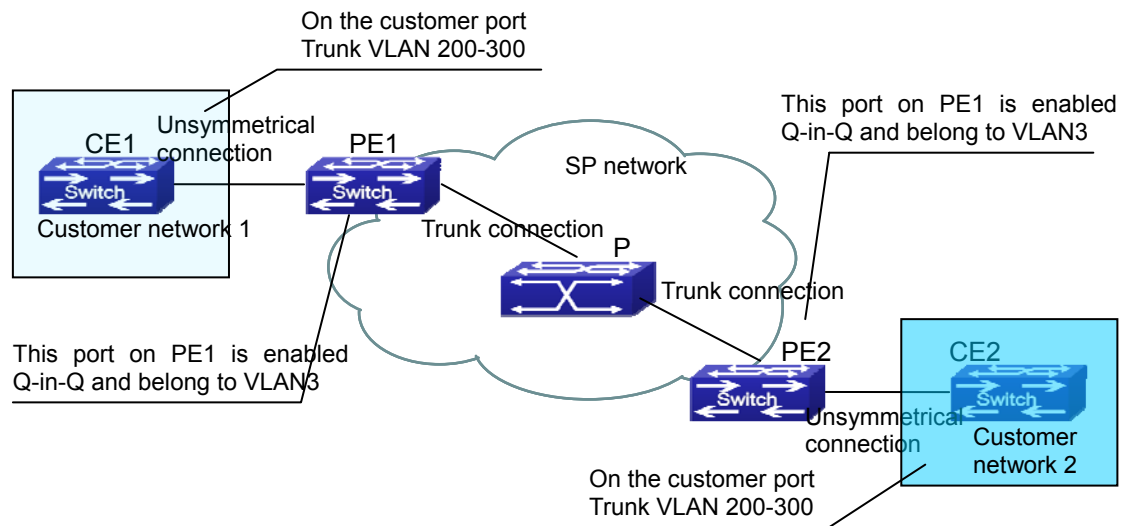 On the customer port
Trunk VLAN 200-300
This port on PE1 is enabled
Q-in-Q and belong to VLAN3
Unsymmetrical
connection
CE1
PE1
SP network
Switch
Switch
Customer network 1
Trunk connection
P
Trunk connection
This port on PE1 is enabled
Q-in-Q and belong to VLAN3
PE2
CE2
Switch
Switch
Unsymmetrical
connection
Customer
network 2
On the customer port
Trunk VLAN 200-300